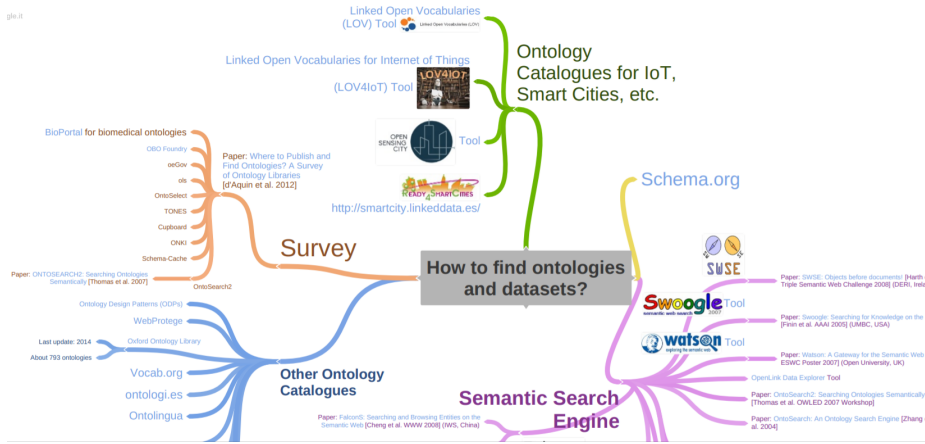 gle.it
Linked Open Vocabularies
(LOV) Tool
Linked Open Vocabularies (LOV)
Linked Open Vocabularies for Internet of Things
(LOV4IoT) Tool
LOV4IOT
OPEN
SENSING
CITY
Tool
READY4SMARTCITIES
http://smartcity.linkeddata.es/
Ontology
Catalogues for IoT,
Smart Cities, etc.
BioPortal for biomedical ontologies
OBO Foundry
oeGov
ols
OntoSelect
TONES
Cupboard
ONKI
Schema-Cache
OntoSearch2
Paper: ONTOSEARCH2: Searching Ontologies
Semantically [Thomas et al. 2007]
Paper: Where to Publish and
Find Ontologies? A Survey
of Ontology Libraries
[d'Aquin et al. 2012]
Survey
How to find ontologies
and datasets?
Schema.org
Ontology Design Patterns (ODPs)
WebProtege
Oxford Ontology Library
Last update: 2014
About 793 ontologies
Vocab.org
ontologi.es
Ontolingua
Other Ontology
Catalogues
SWSE
Paper: SWSE: Objects before documents! [Harth
Triple Semantic Web Challenge 2008] (DERI, Irela
Swoogle
semantic web search
2007
Tool
Paper: Swoogle: Searching for Knowledge on the
[Finin et al. AAAI 2005] (UMBC, USA)
watson
exploring the semantic web
Tool
Paper: Watson: A Gateway for the Semantic Web
ESWC Poster 2007] (Open University, UK)
OpenLink Data Explorer Tool
Paper: OntoSearch2: Searching Ontologies Semantically
[Thomas et al. OWLED 2007 Workshop]
Paper: OntoSearch: An Ontology Search Engine [Zhang
al. 2004]
Semantic Search
Engine
Paper: FalconS: Searching and Browsing Entities on the
Semantic Web [Cheng et al. WWW 2008] (IWS, China)